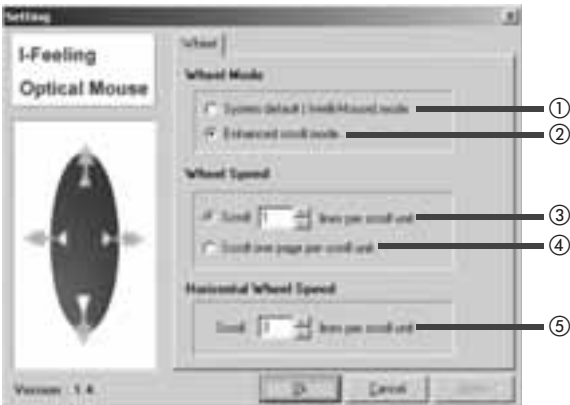 Setting
I-Feeling
Optical Mouse
Wheel
Wheel Mode
System default (IntelliMouse) mode ①
Enhanced scroll mode ②
Wheel Speed
Scroll lines per scroll unit ③
Scroll one page per scroll unit ④
Horizontal Wheel Speed
Scroll lines per scroll unit ⑤
Version : 1.4
Ok Cancel